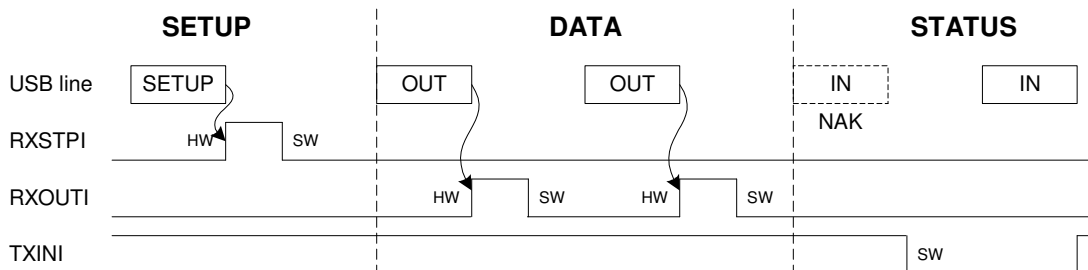 SETUP DATA STATUS
USB line SETUP OUT OUT IN IN
NAK
RXSTPI HW SW
RXOUTI HW SW HW SW
TXINI SW